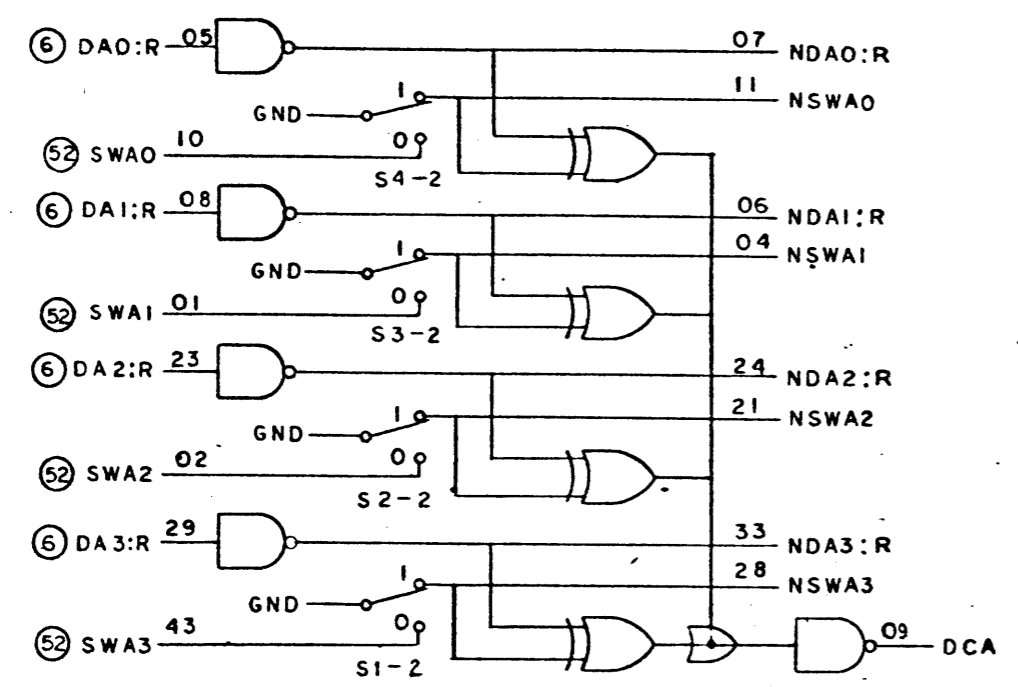 6 DA0:R 05 07 NDA0:R
1 11 NSWA0
GND
52 SWA0 10 0
S4-2
6 DA1:R 08 06 NDA1:R
1 04 NSWA1
GND
52 SWA1 01 0
S3-2
6 DA2:R 23 24 NDA2:R
1 21 NSWA2
GND
52 SWA2 02 0
S2-2
6 DA3:R 29 33 NDA3:R
1 28 NSWA3
GND
52 SWA3 43 0 09 DCA
S1-2